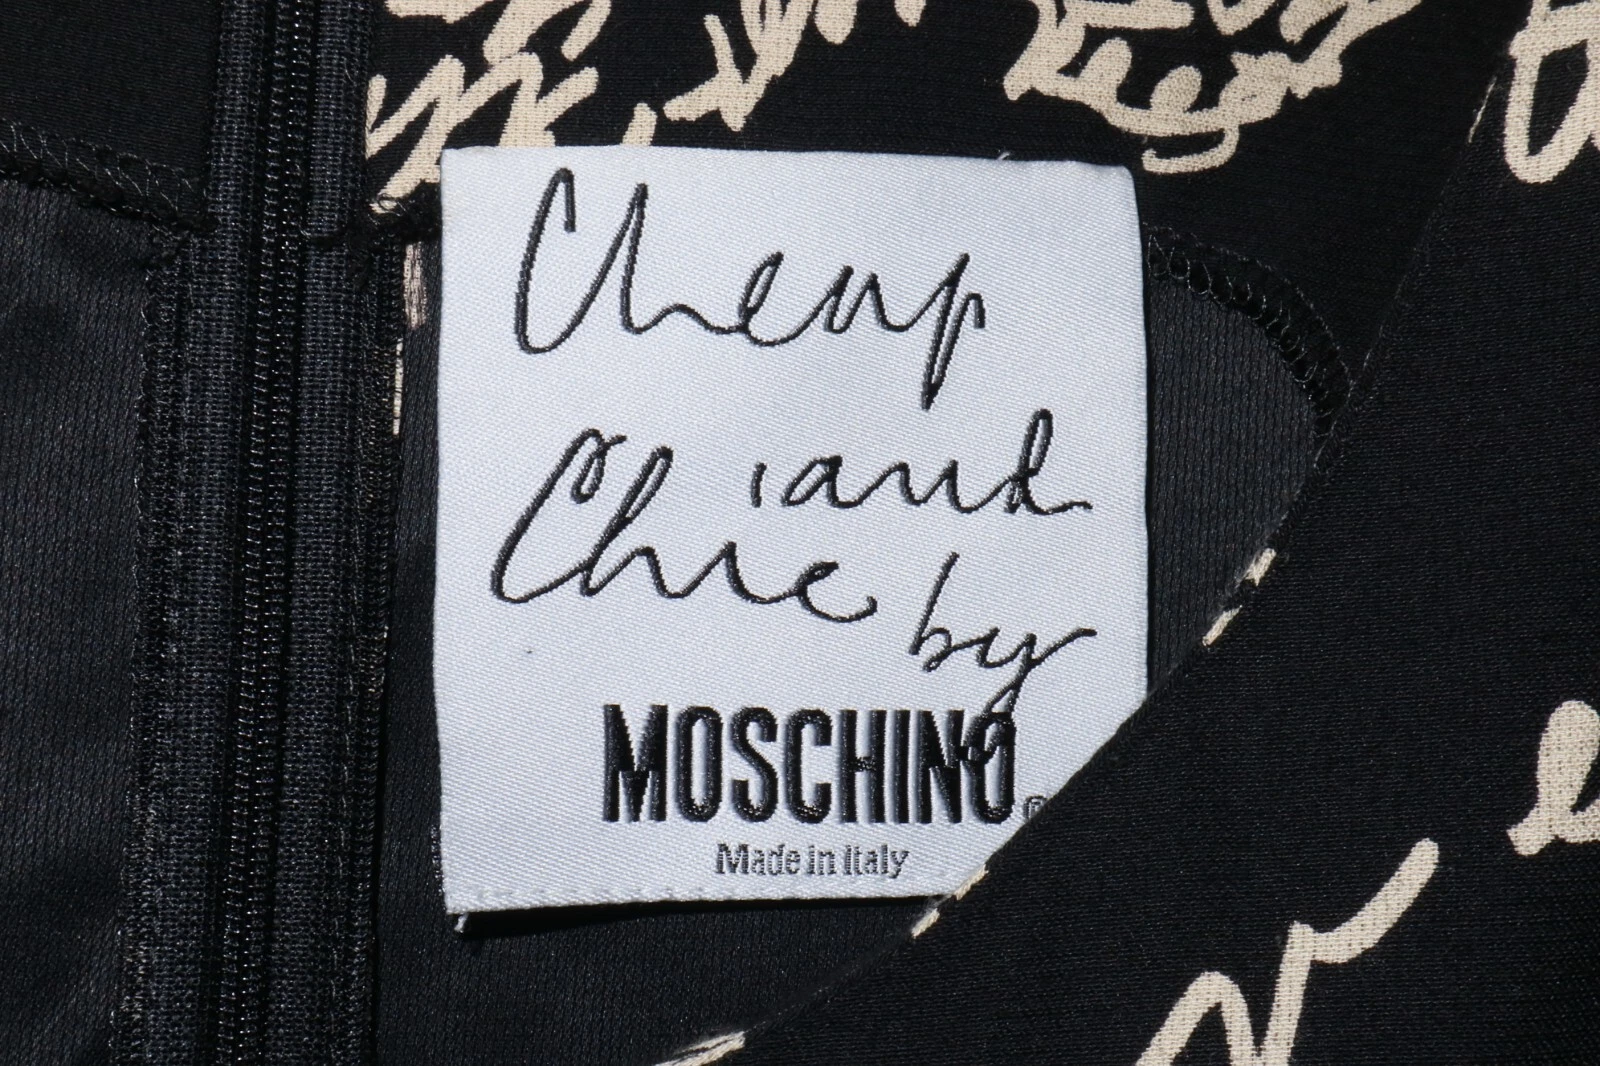 Cheap
and
Chic by
MOSCHINO®
Made in Italy